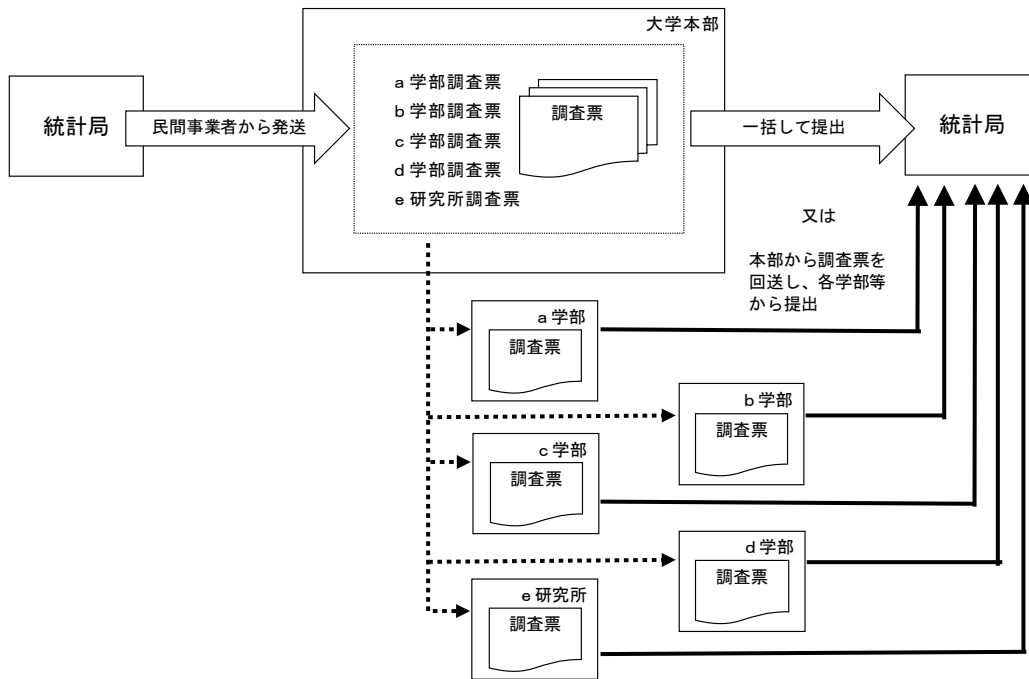 大学本部
統計局
民間事業者から発送
a 学部調査票
b 学部調査票
c 学部調査票
d 学部調査票
e 研究所調査票
調査票
一括して提出
統計局
又は
本部から調査票を
回送し、各学部等
から提出
a 学部
調査票
b 学部
調査票
c 学部
調査票
d 学部
調査票
e 研究所
調査票